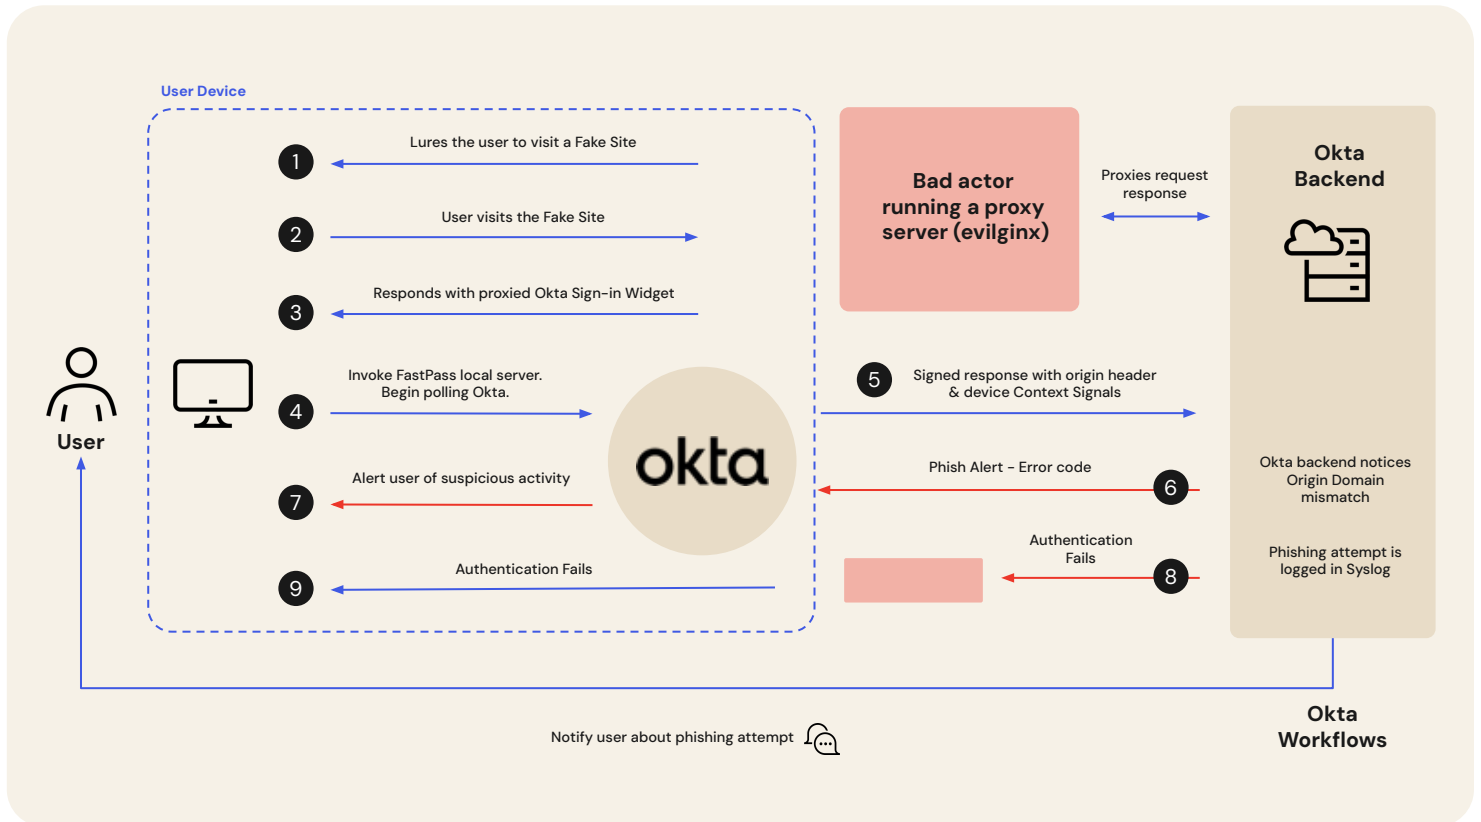 User Device
1
Lures the user to visit a Fake Site
2
User visits the Fake Site
3
Responds with proxied Okta Sign-in Widget
Bad actor
running a proxy
server (evilginx)
Proxies request
response
Okta
Backend
User
4
Invoke FastPass local server.
Begin polling Okta.
okta
5
Signed response with origin header
& device Context Signals
Phish Alert - Error code
6
Okta backend notices
Origin Domain
mismatch
7
Alert user of suspicious activity
Authentication
Fails
8
Phishing attempt is
logged in Syslog
9
Authentication Fails
Okta
Workflows
Notify user about phishing attempt